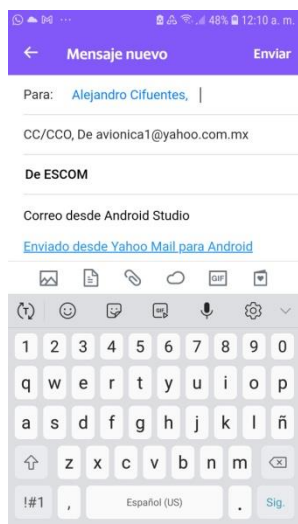 48% 12:10 a. m.
Mensaje nuevo Enviar
Para: Alejandro Cifuentes,
CC/CCO, De avionica1@yahoo.com.mx
De ESCOM
Correo desde Android Studio
Enviado desde Yahoo Mail para Android
GIF
1 2 3 4 5 6 7 8 9 0
q w e r t y u i o p
a s d f g h j k l ñ
z x c v b n m
!#1 , Español (US) . Sig.